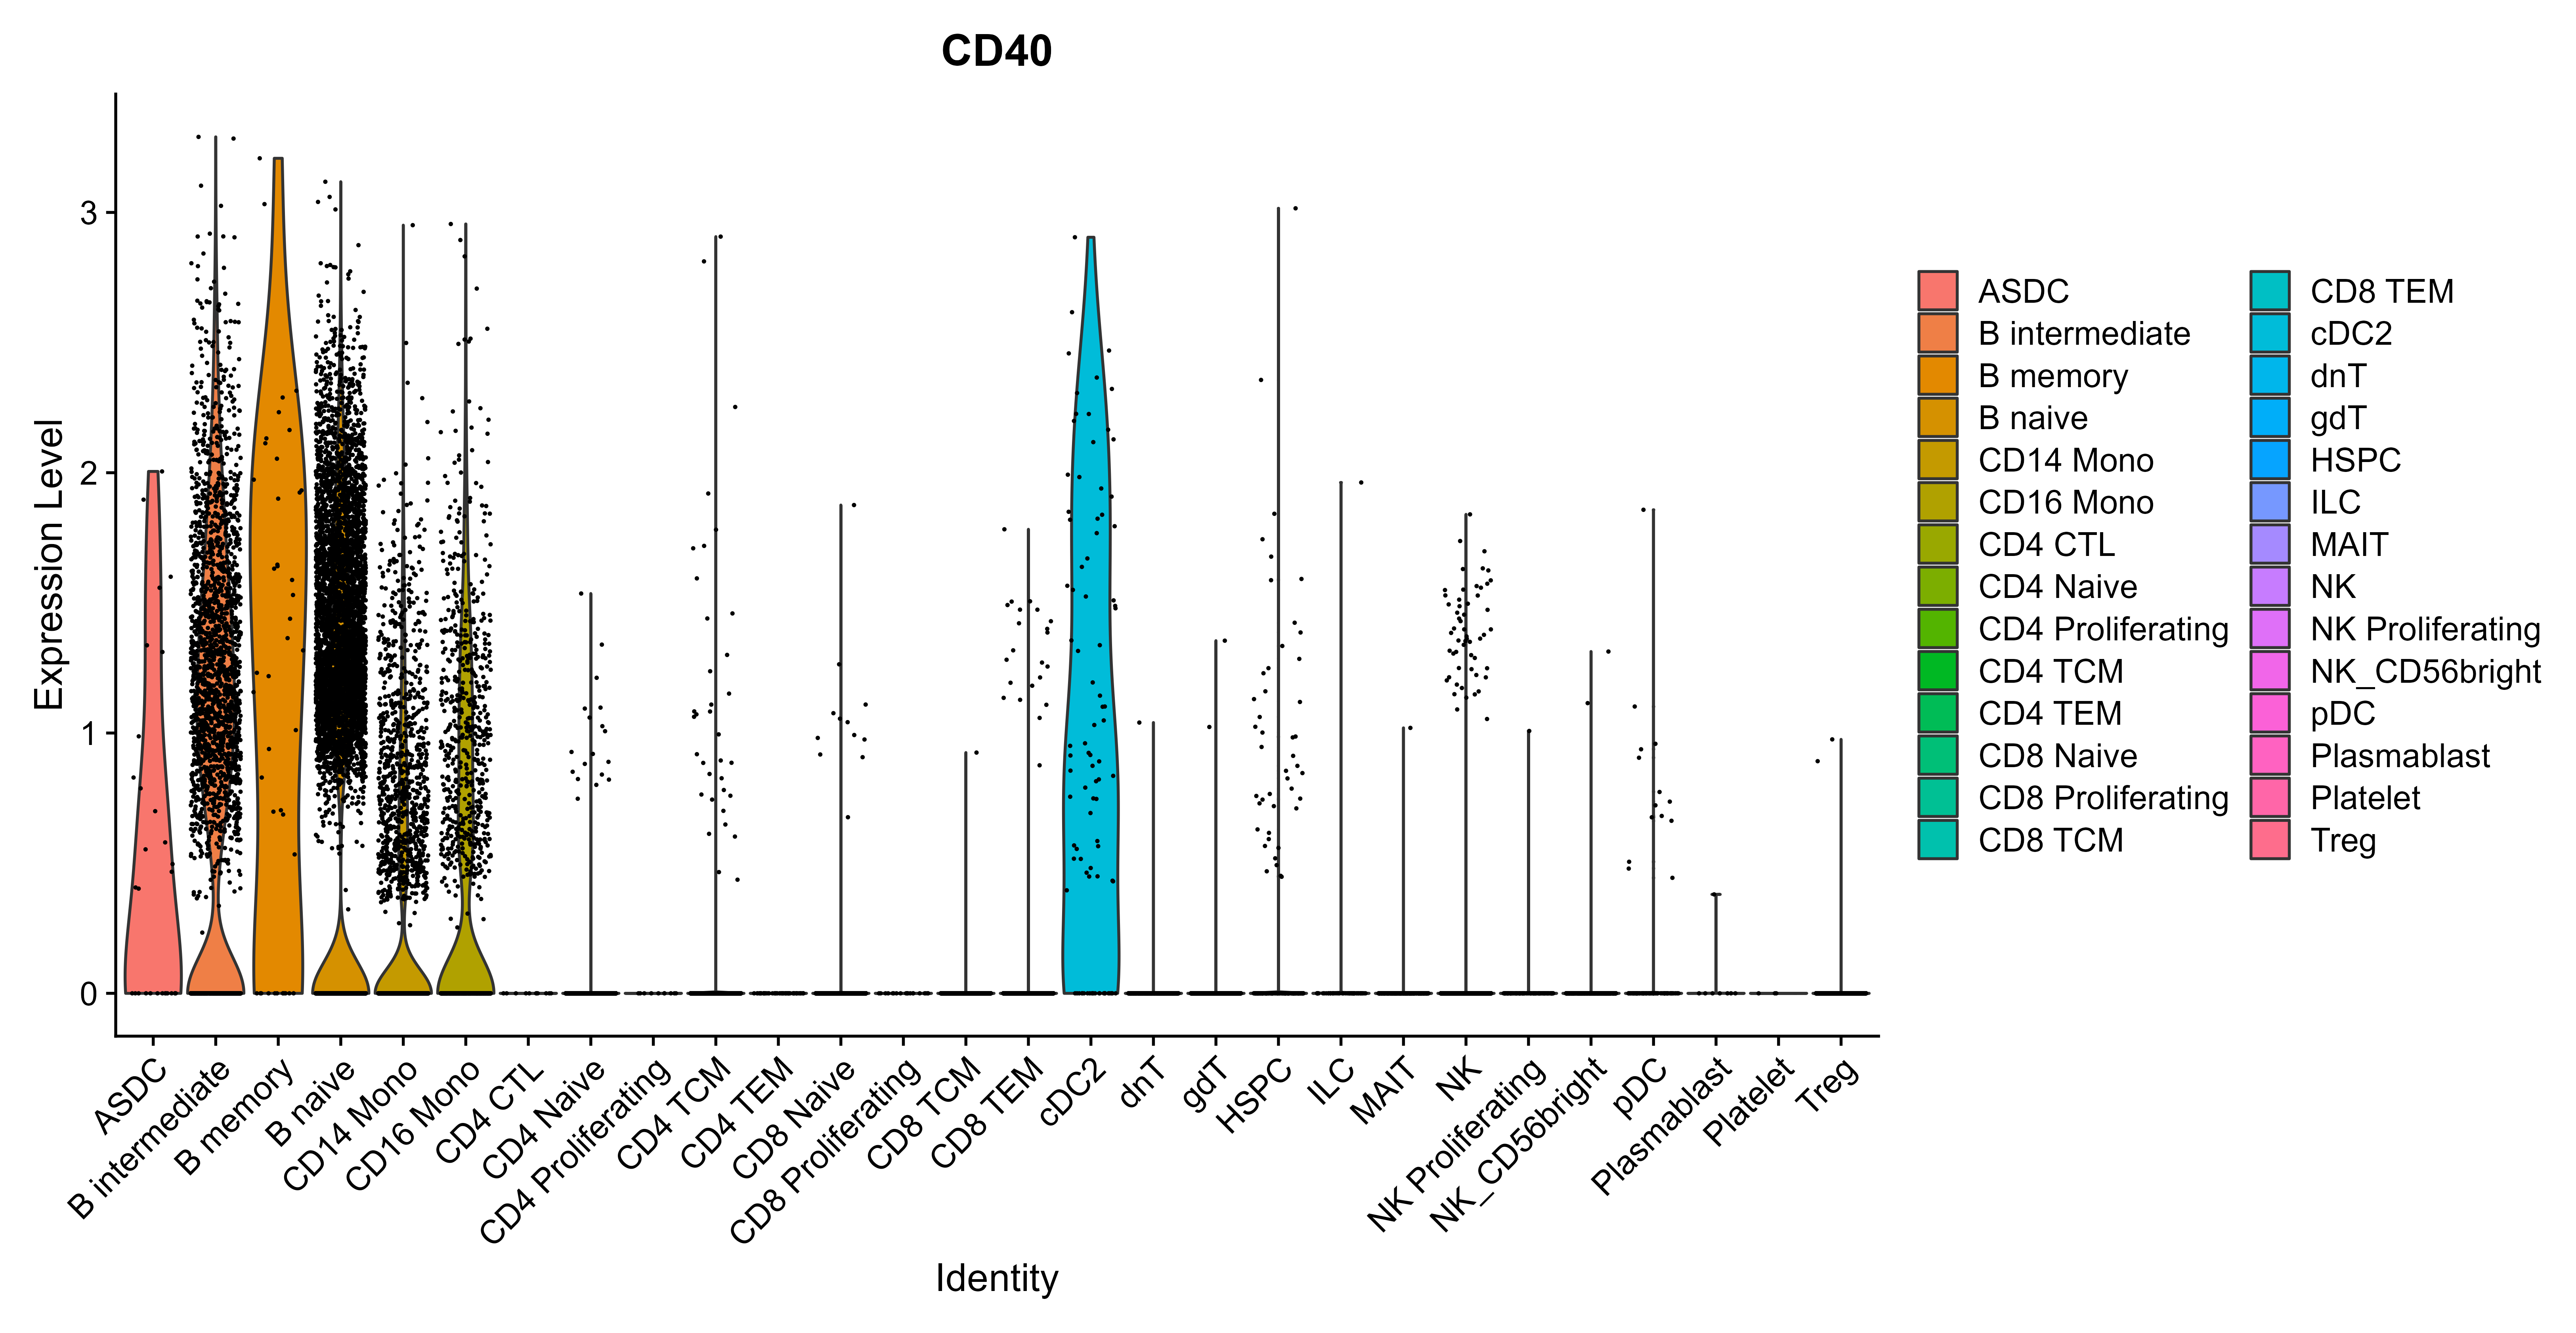 CD40
Expression Level
3
2
1
0
ASDC
B intermediate
B memory
B naive
CD14 Mono
CD16 Mono
CD4 CTL
CD4 Naive
CD4 Proliferating
CD4 TCM
CD4 TEM
CD8 Naive
CD8 Proliferating
CD8 TCM
CD8 TEM
cDC2
dnT
gdT
HSPC
ILC
MAIT
NK
NK Proliferating
NK_CD56bright
pDC
Plasmablast
Platelet
Treg
Identity
ASDC
B intermediate
B memory
B naive
CD14 Mono
CD16 Mono
CD4 CTL
CD4 Naive
CD4 Proliferating
CD4 TCM
CD4 TEM
CD8 Naive
CD8 Proliferating
CD8 TCM
CD8 TEM
cDC2
dnT
gdT
HSPC
ILC
MAIT
NK
NK Proliferating
NK_CD56bright
pDC
Plasmablast
Platelet
Treg